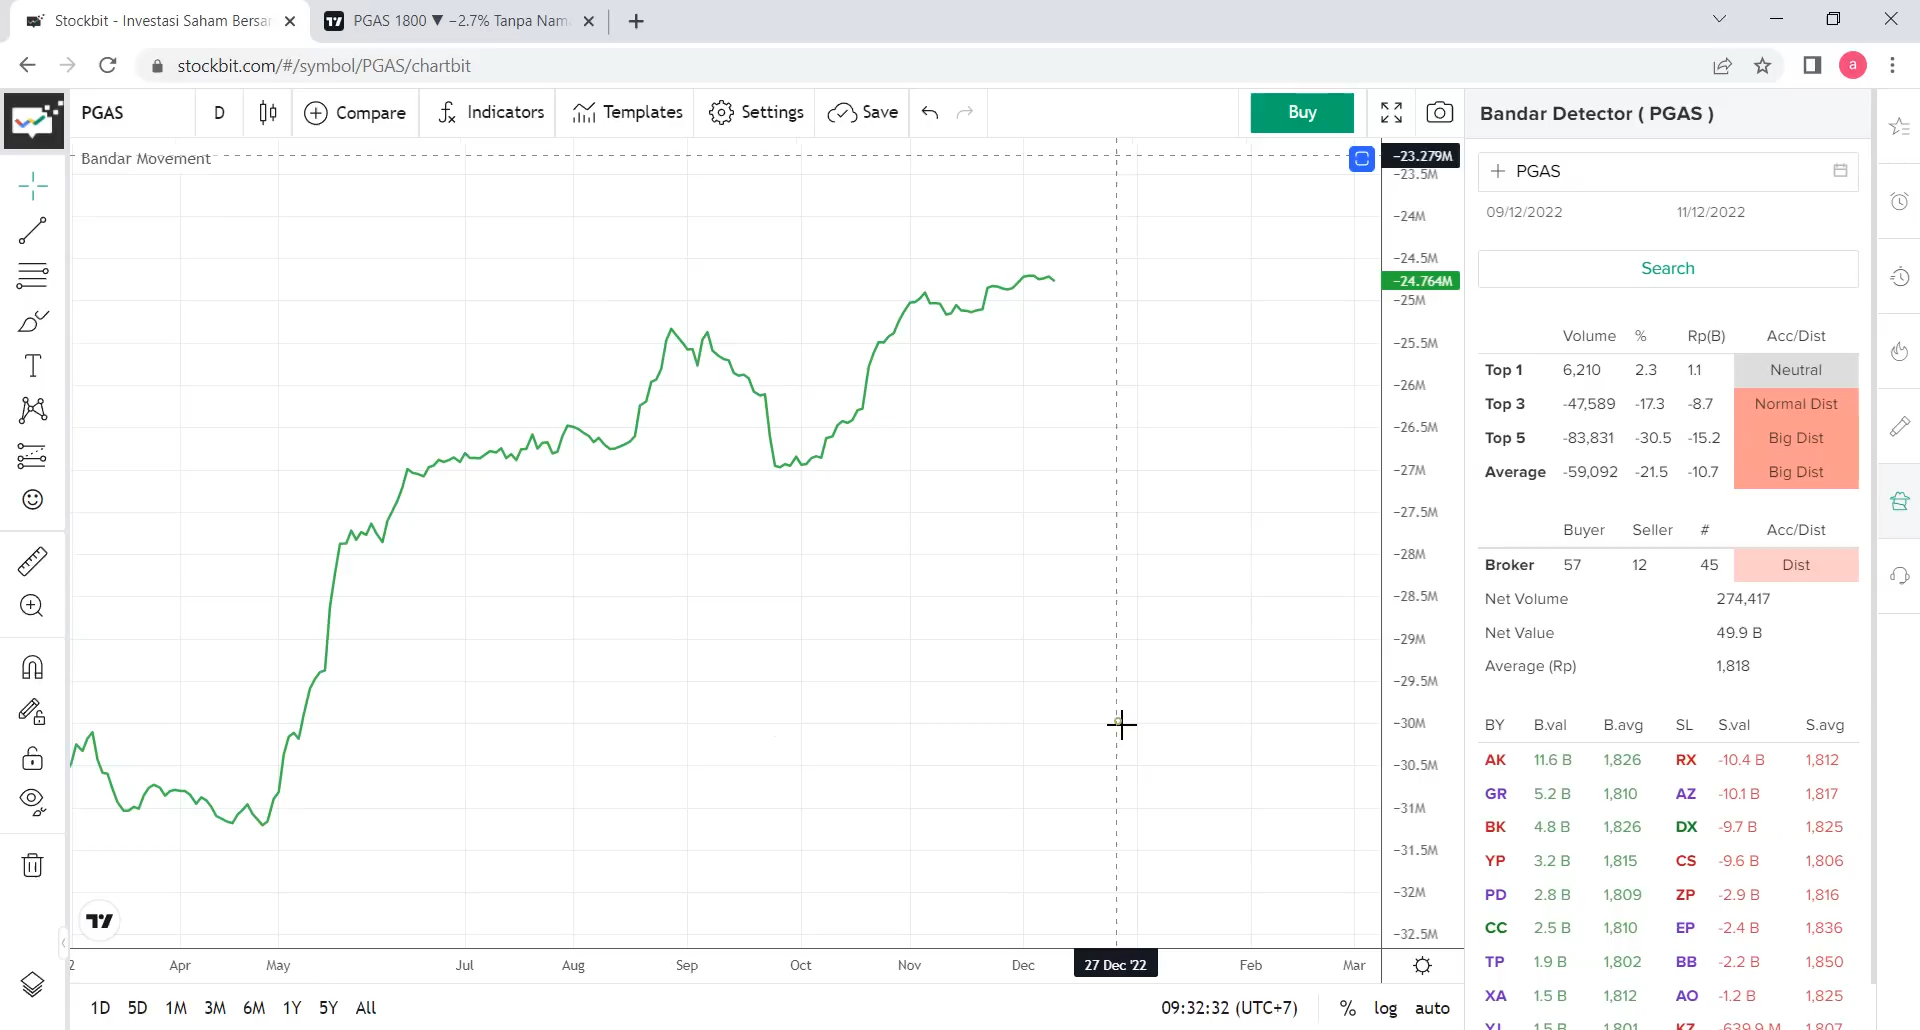 Stockbit - Investasi Saham Bersar
PGAS 1800 ▼ −2.7% Tanpa Nam
stockbit.com/#/symbol/PGAS/chartbit
a
PGAS
D
Compare
Indicators
Templates
Settings
Save
Buy
Bandar Movement
−23.279M
−23.5M
−24M
−24.5M
−24.764M
−25M
−25.5M
−26M
−26.5M
−27M
−27.5M
−28M
−28.5M
−29M
−29.5M
−30M
−30.5M
−31M
−31.5M
−32M
−32.5M
2 Apr May Jul Aug Sep Oct Nov Dec 27 Dec '22 Feb Mar
1D 5D 1M 3M 6M 1Y 5Y All
09:32:32 (UTC+7) % log auto
Bandar Detector ( PGAS )
PGAS
09/12/2022 11/12/2022
Search
Volume % Rp(B) Acc/Dist
Top 1 6,210 2.3 1.1 Neutral
Top 3 -47,589 -17.3 -8.7 Normal Dist
Top 5 -83,831 -30.5 -15.2 Big Dist
Average -59,092 -21.5 -10.7 Big Dist
Buyer Seller # Acc/Dist
Broker 57 12 45 Dist
Net Volume 274,417
Net Value 49.9 B
Average (Rp) 1,818
BY B.val B.avg SL S.val S.avg
AK 11.6 B 1,826 RX -10.4 B 1,812
GR 5.2 B 1,810 AZ -10.1 B 1,817
BK 4.8 B 1,826 DX -9.7 B 1,825
YP 3.2 B 1,815 CS -9.6 B 1,806
PD 2.8 B 1,809 ZP -2.9 B 1,816
CC 2.5 B 1,810 EP -2.4 B 1,836
TP 1.9 B 1,802 BB -2.2 B 1,850
XA 1.5 B 1,812 AO -1.2 B 1,825
1.5 B 1,801 KZ -639.9 M 1,807